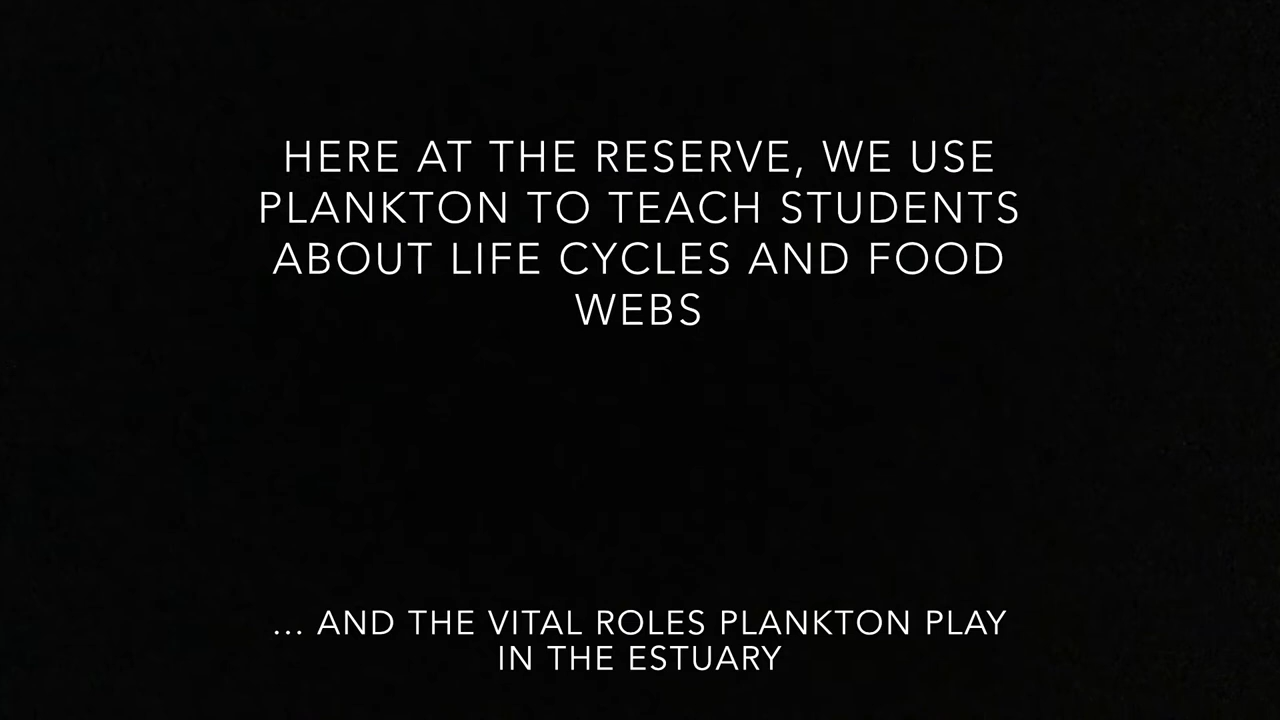 HERE AT THE RESERVE, WE USE
PLANKTON TO TEACH STUDENTS
ABOUT LIFE CYCLES AND FOOD
WEBS
... AND THE VITAL ROLES PLANKTON PLAY
IN THE ESTUARY